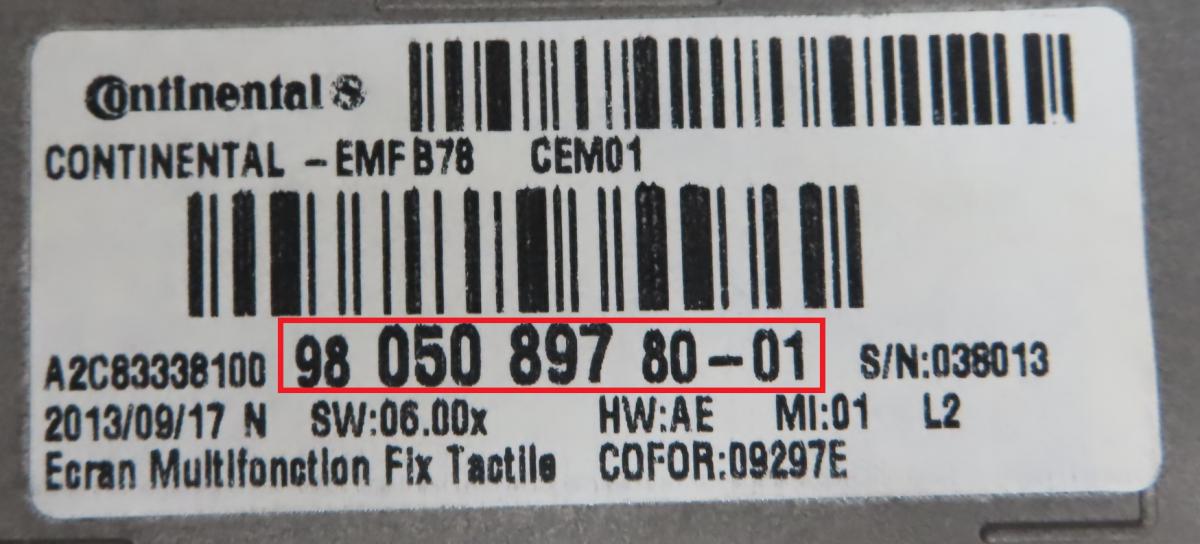 Continental
CONTINENTAL -EMF B78 CEM01
A2C83338100 98 050 897 80-01 S/N:038013
2013/09/17 N SW:06.00x HW:AE MI:01 L2
Ecran Multifonction Fix Tactile COFOR:09297E